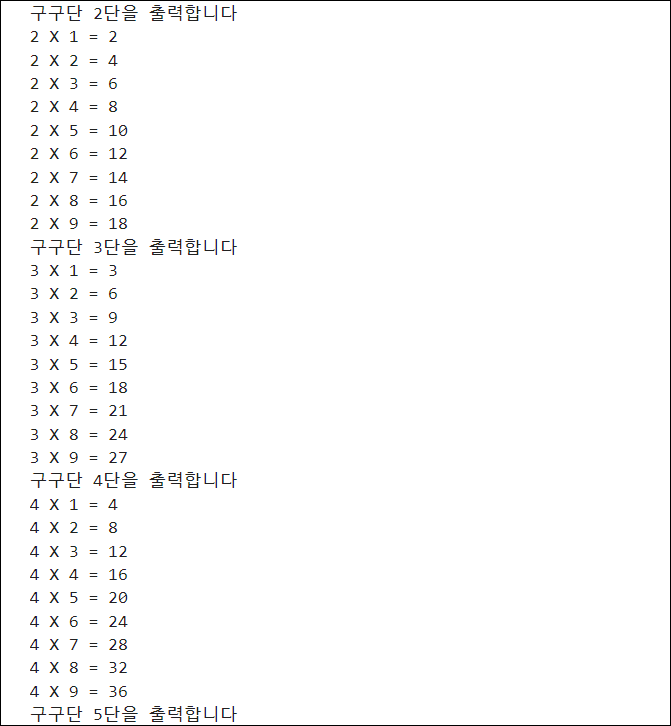 구구단 2단을 출력합니다
2 X 1 = 2
2 X 2 = 4
2 X 3 = 6
2 X 4 = 8
2 X 5 = 10
2 X 6 = 12
2 X 7 = 14
2 X 8 = 16
2 X 9 = 18
구구단 3단을 출력합니다
3 X 1 = 3
3 X 2 = 6
3 X 3 = 9
3 X 4 = 12
3 X 5 = 15
3 X 6 = 18
3 X 7 = 21
3 X 8 = 24
3 X 9 = 27
구구단 4단을 출력합니다
4 X 1 = 4
4 X 2 = 8
4 X 3 = 12
4 X 4 = 16
4 X 5 = 20
4 X 6 = 24
4 X 7 = 28
4 X 8 = 32
4 X 9 = 36
구구단 5단을 출력합니다